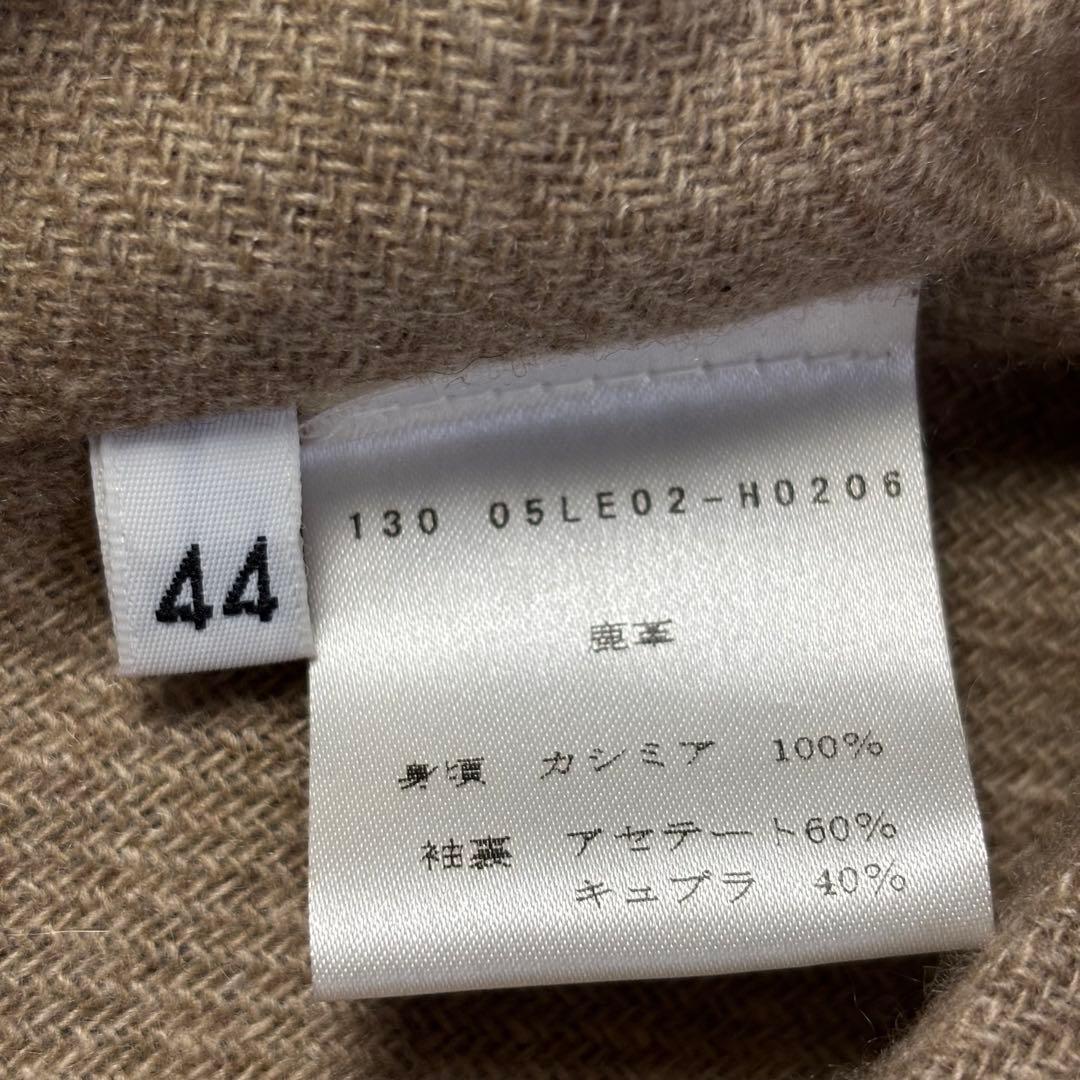 44
130 05LE02-H0206
鹿革
身頃 カシミア 100%
袖裏 アセテート60%
キュプラ 40%